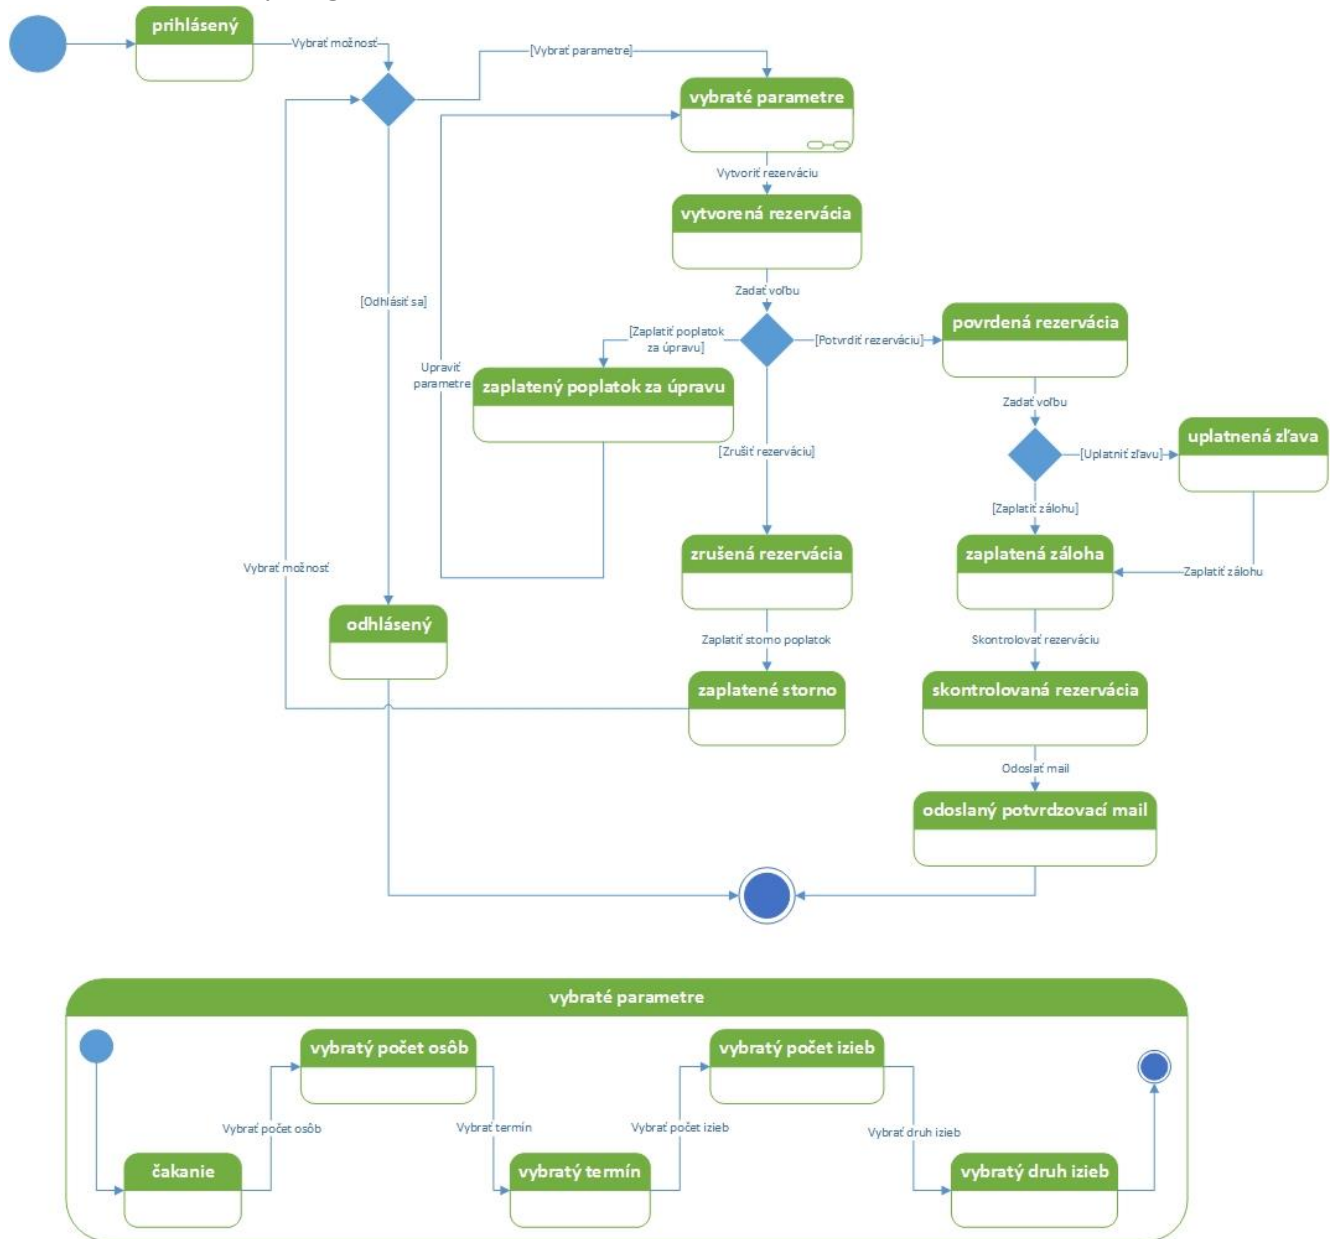 prihlásený
Vybrať možnosť
[Vybrať parametre]
vybraté parametre
Vytvoriť rezerváciu
vytvorená rezervácia
Zadať voľbu
[Odhlásiť sa]
[Zaplatiť poplatok
za úpravu]
[Potvrdiť rezerváciu]
povrdená rezervácia
Upraviť
parametre
zaplatený poplatok za úpravu
Zadať voľbu
[Zrušiť rezerváciu]
[Uplatniť zľavu]
uplatnená zľava
[Zaplatiť zálohu]
zrušená rezervácia
zaplatená záloha
Vybrať možnosť
Zaplatiť zálohu
odhlásený
Zaplatiť storno poplatok
Skontrolovať rezerváciu
zaplatené storno
skontrolovaná rezervácia
Odoslať mail
odoslaný potvrdzovací mail
vybraté parametre
vybratý počet osôb
vybratý počet izieb
Vybrať počet osôb
Vybrať termín
Vybrať počet izieb
Vybrať druh izieb
čakanie
vybratý termín
vybratý druh izieb